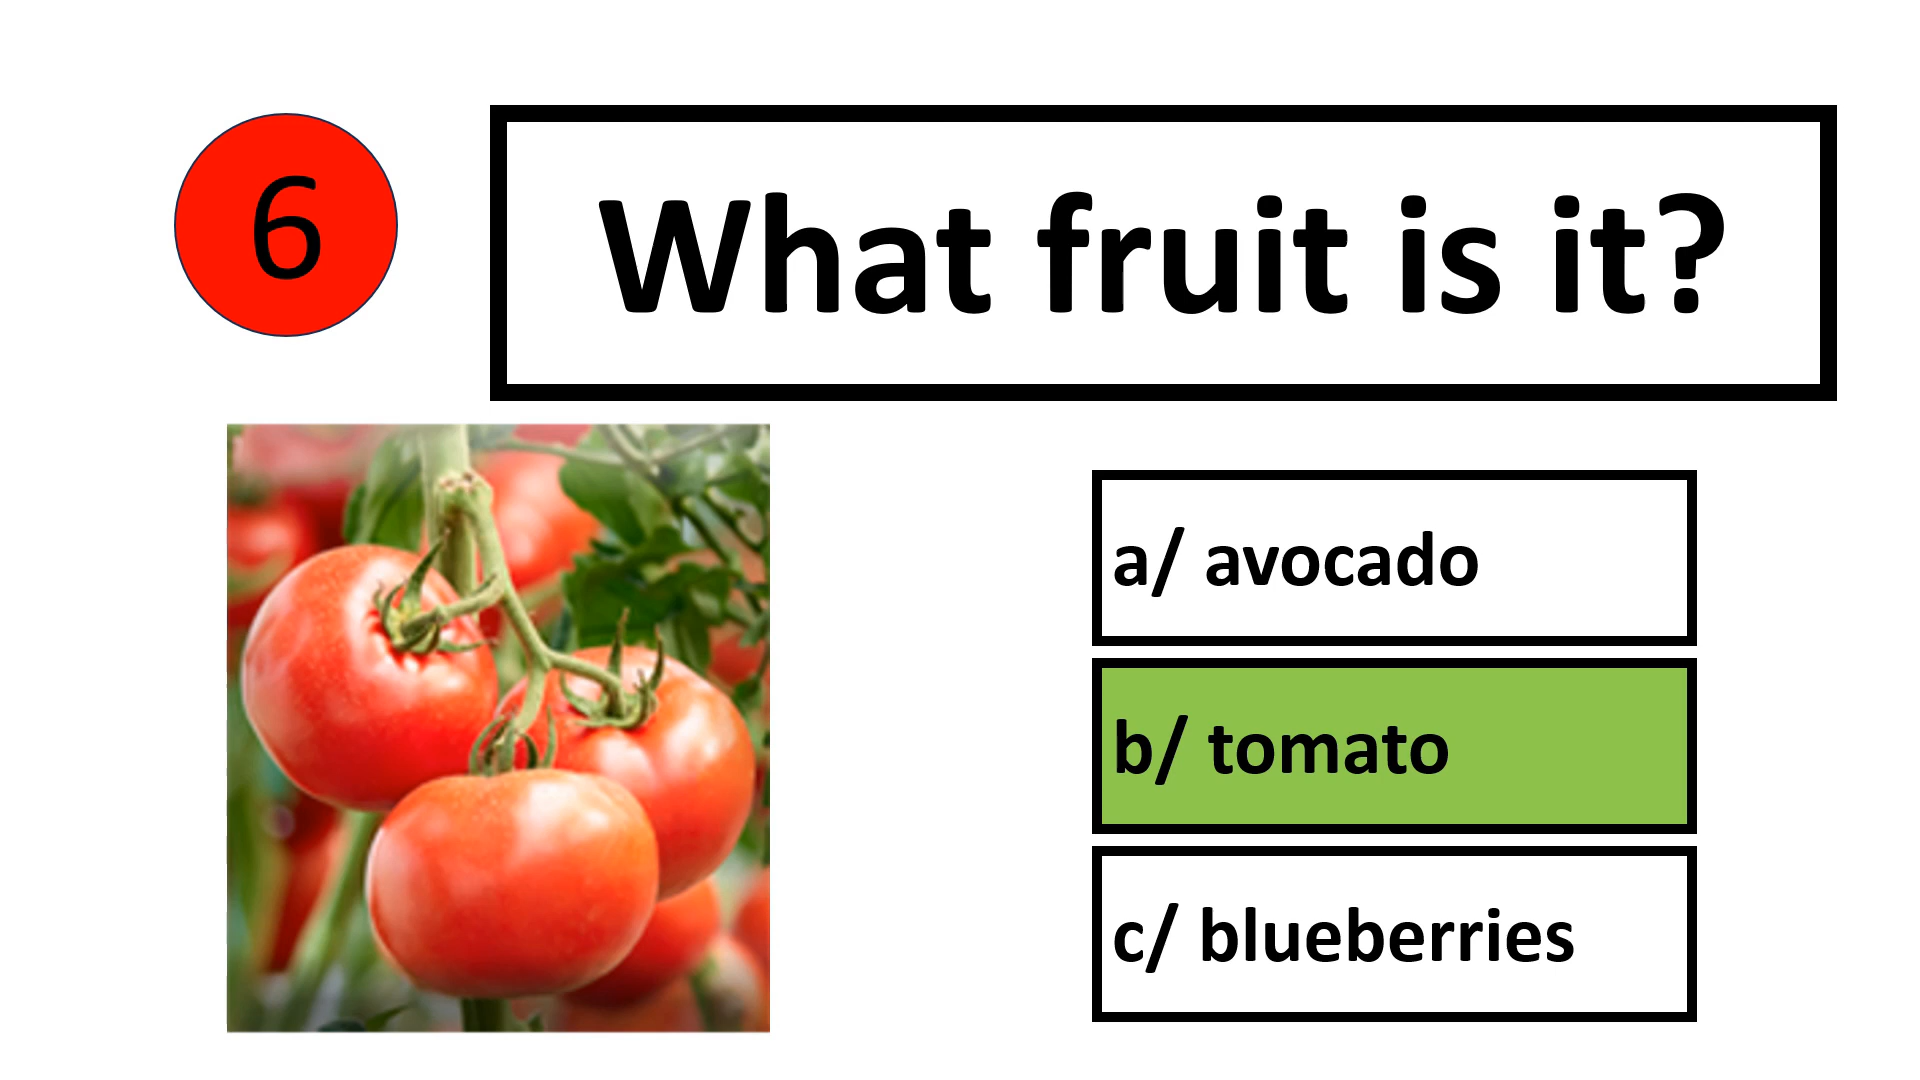 6
What fruit is it?
a/ avocado
b/ tomato
c/ blueberries